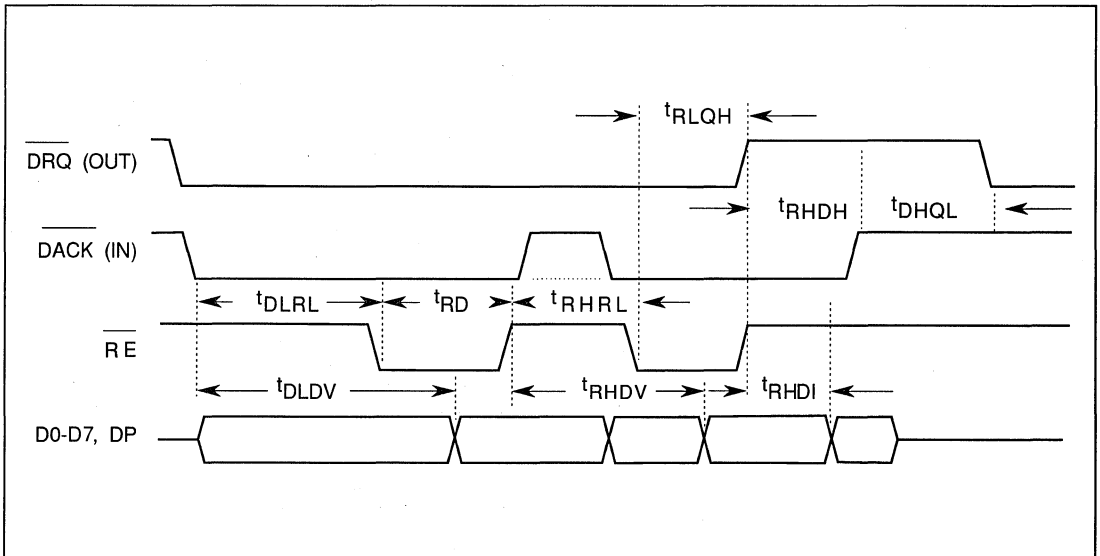 tRLQH
DRQ (OUT)
tRHDH
tDHQL
DACK (IN)
tDLRL
tRD
tRHRL
RE
tDLDV
tRHDV
tRHDI
D0-D7, DP